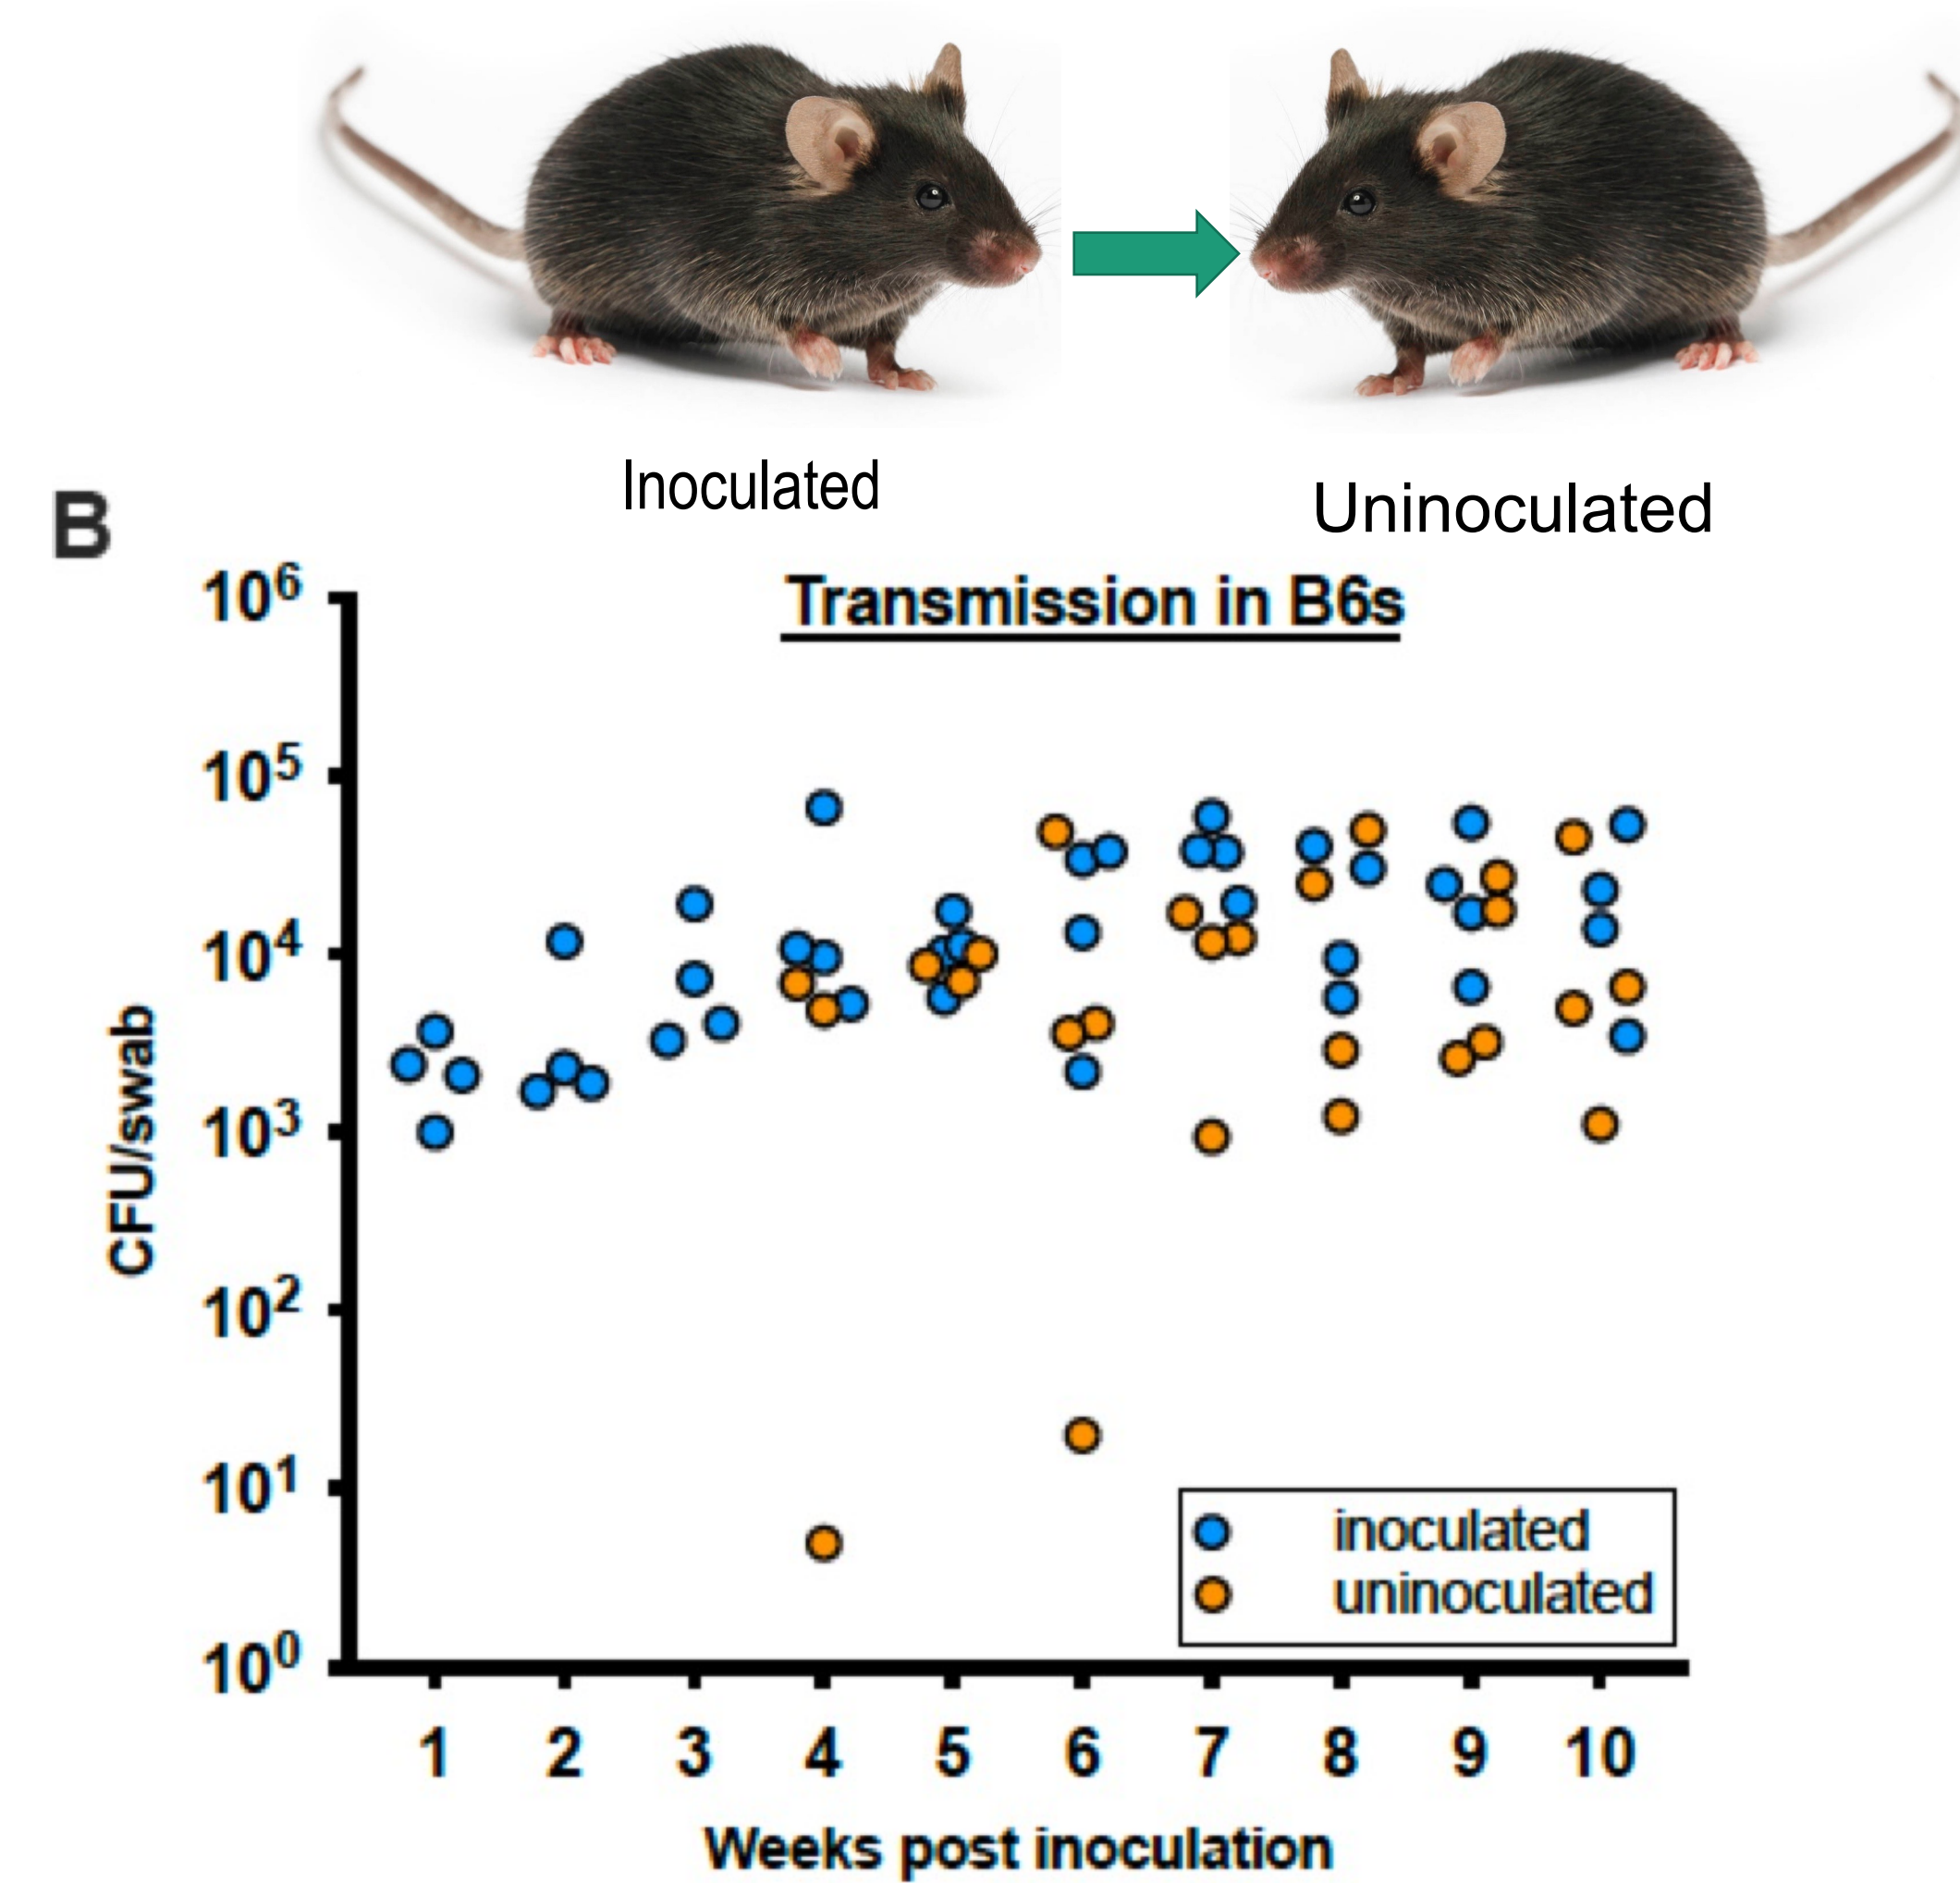 Inoculated
Uninoculated
B
Transmission in B6s
10⁶
10⁵
10⁴
10³
10²
10¹
10⁰
CFU/swab
inoculated
uninoculated
1 2 3 4 5 6 7 8 9 10
Weeks post inoculation